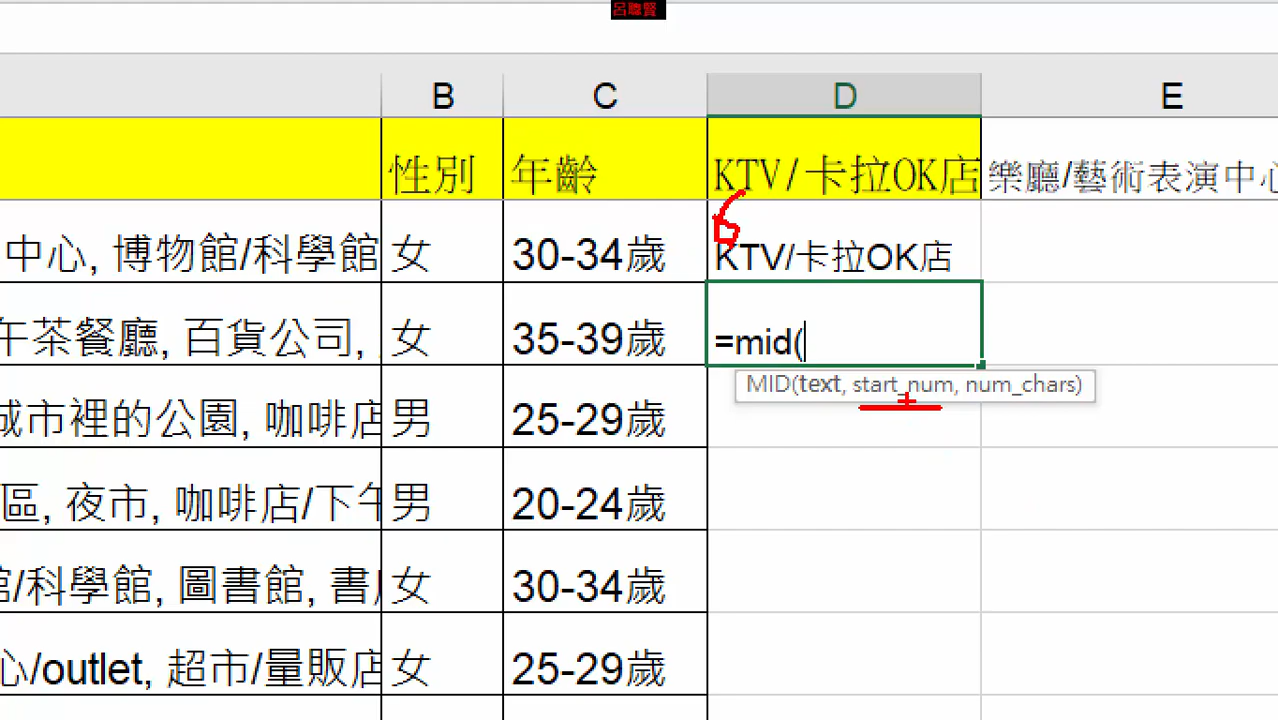 呂聰賢
B C D E
性別 年齡 KTV/卡拉OK店 樂廳/藝術表演中心
中心, 博物館/科學館 女 30-34歲 KTV/卡拉OK店
午茶餐廳, 百貨公司, 女 35-39歲 =mid(
MID(text, start_num, num_chars)
城市裡的公園, 咖啡店 男 25-29歲
區, 夜市, 咖啡店/下午 男 20-24歲
館/科學館, 圖書館, 書店 女 30-34歲
心/outlet, 超市/量販店 女 25-29歲